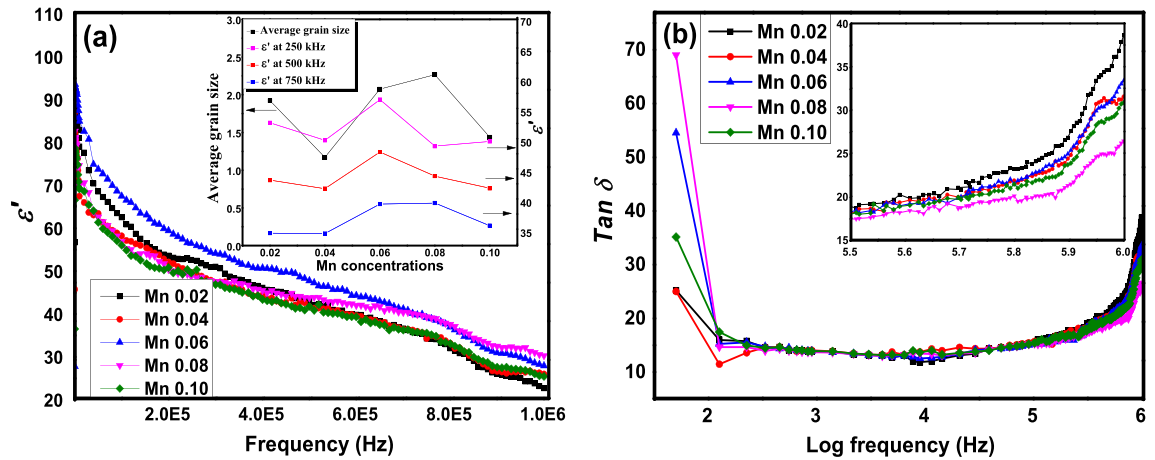 (a)
ε'
110
100
90
80
70
60
50
40
30
20
2.0E5
4.0E5
6.0E5
8.0E5
1.0E6
Frequency (Hz)
Mn 0.02
Mn 0.04
Mn 0.06
Mn 0.08
Mn 0.10
Average grain size
ε' at 250 kHz
ε' at 500 kHz
ε' at 750 kHz
Average grain size
3.0
2.5
2.0
1.5
1.0
0.5
0.0
0.02
0.04
0.06
0.08
0.10
Mn concentrations
70
65
60
55
50
45
40
35
ε'
(b)
Tan δ
70
60
50
40
30
20
10
2
3
4
5
6
Log frequency (Hz)
Mn 0.02
Mn 0.04
Mn 0.06
Mn 0.08
Mn 0.10
40
35
30
25
20
15
5.5
5.6
5.7
5.8
5.9
6.0